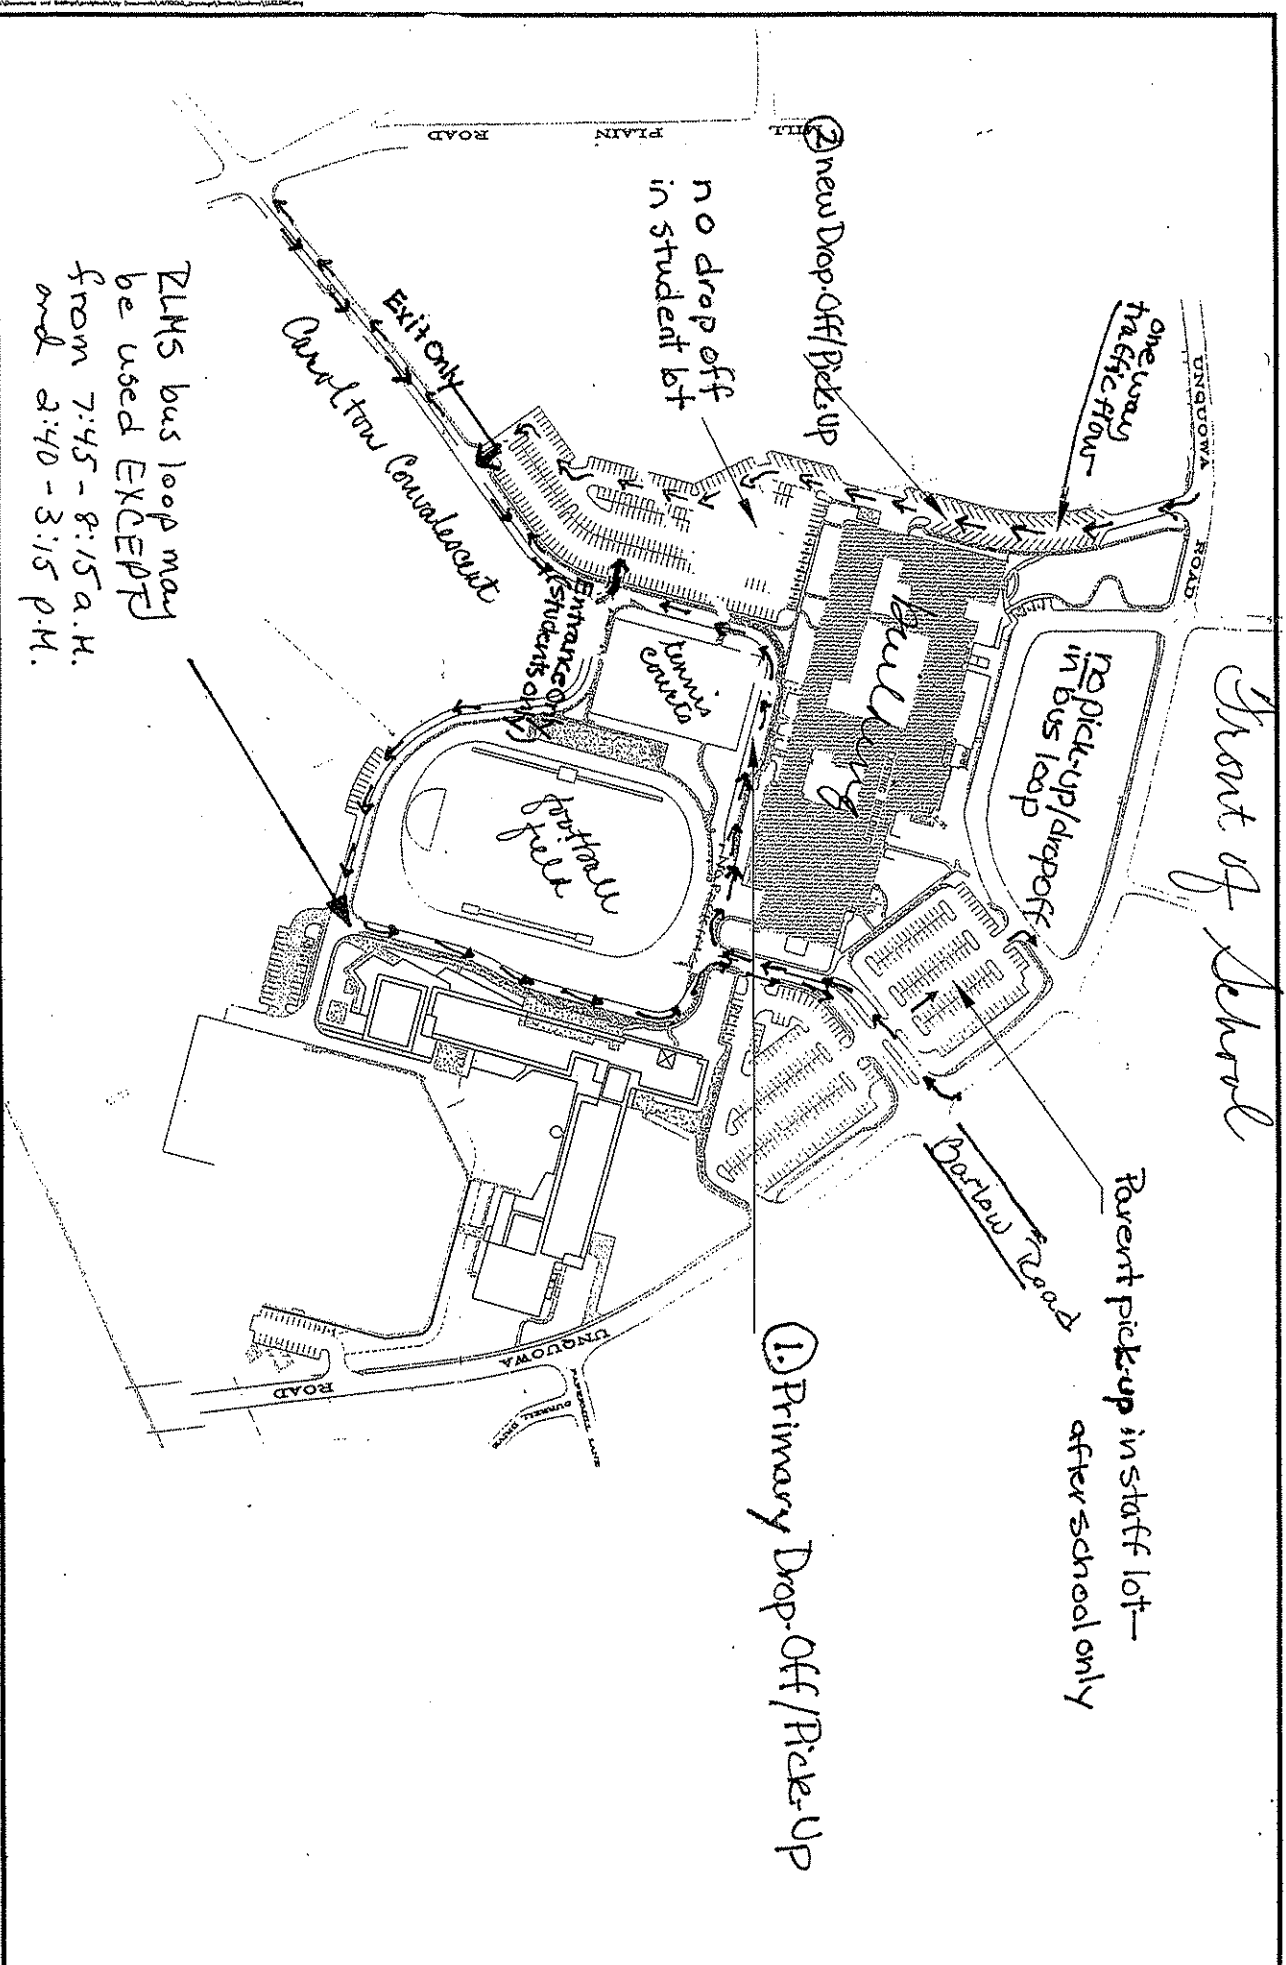 Front of School
UNQUOWA ROAD
one way
traffic flow
② new Drop-Off/Pick-Up
no drop off
in student lot
MILL PLAIN ROAD
no pick-up/drop off
in bus loop
Building
Parent pick-up in staff lot—
after school only
Barlow Road
① Primary Drop-Off/Pick-Up
tennis
courts
football
field
Exit only
Entrance only
(students only)
Carolton Convalescent
RLMS bus loop may
be used EXCEPT
from 7:45 - 8:15 a.M.
and 2:40 - 3:15 p.M.
UNQUOWA ROAD
DURRELL DRIVE
LANE